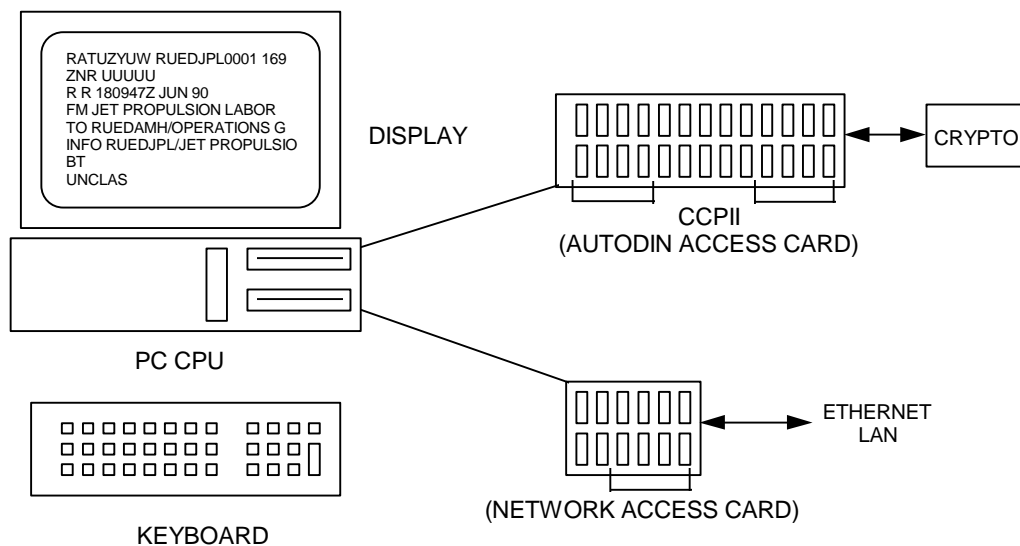 RATUZYUW RUEDJPL0001 169
ZNR UUUUU
R R 180947Z JUN 90
FM JET PROPULSION LABOR
TO RUEDAMH/OPERATIONS G
INFO RUEDJPL/JET PROPULSIO
BT
UNCLAS
DISPLAY
CRYPTO
CCPII
(AUTODIN ACCESS CARD)
PC CPU
ETHERNET
LAN
(NETWORK ACCESS CARD)
KEYBOARD